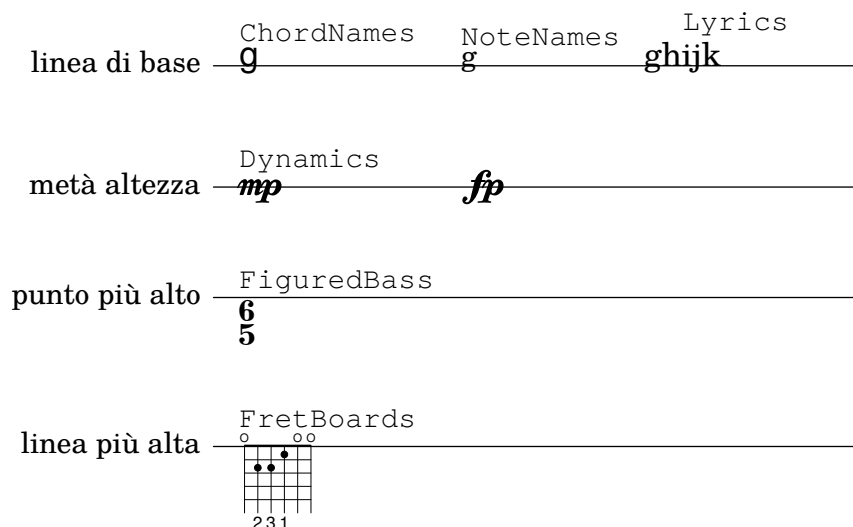 ChordNames NoteNames Lyrics
linea di base g g ghijk
Dynamics
metà altezza mp fp
FiguredBass
punto più alto
6
5
FretBoards
linea più alta
o oo
231